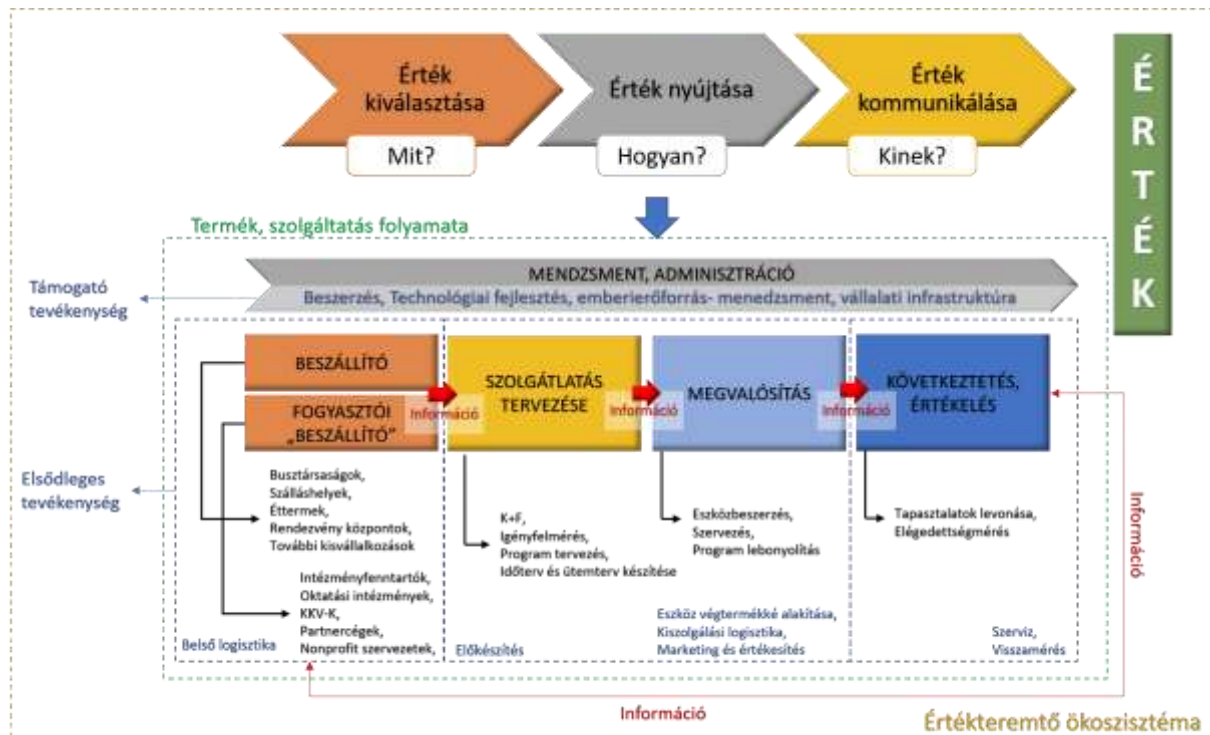 Érték
kiválasztása
Mit?
Érték nyújtása
Hogyan?
Érték
kommunikálása
Kinek?
ÉRTÉK
Termék, szolgáltatás folyamata
Támogató
tevékenység
MENDZSMENT, ADMINISZTRÁCIÓ
Beszerzés, Technológiai fejlesztés, emberierőforrás- menedzsment, vállalati infrastruktúra
BESZÁLLÍTÓ
FOGYASZTÓI
„BESZÁLLÍTÓ”
Információ
SZOLGÁTLATÁS
TERVEZÉSE
Információ
MEGVALÓSÍTÁS
Információ
KÖVETKEZTETÉS,
ÉRTÉKELÉS
Elsődleges
tevékenység
Busztársaságok,
Szálláshelyek,
Éttermek,
Rendezvény központok,
További kisvállalkozások
Intézményfenntartók,
Oktatási intézmények,
KKV-K,
Partnercégek,
Nonprofit szervezetek,
Belső logisztika
K+F,
Igényfelmérés,
Program tervezés,
Időterv és ütemterv készítése
Előkészítés
Eszközbeszerzés,
Szervezés,
Program lebonyolítás
Eszköz végtermékké alakítása,
Kiszolgálási logisztika,
Marketing és értékesítés
Tapasztalatok levonása,
Elégedettségmérés
Szerviz,
Visszamérés
Információ
Információ
Értékteremtő ökoszisztéma